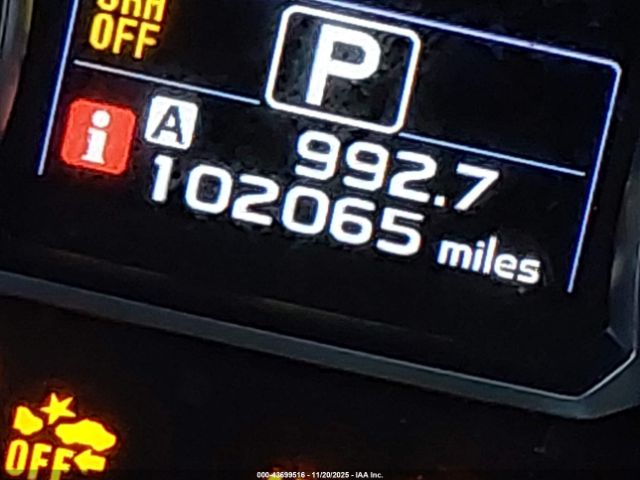 OFF
P
i
A 992.7
102065 miles
OFF
000-43699516 - 11/20/2025 - IAA Inc.